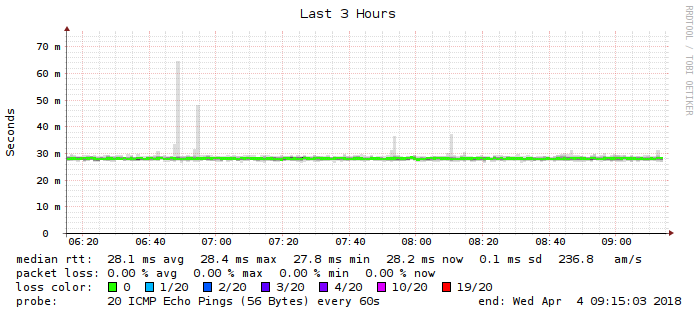 Last 3 Hours
RRDTOOL / TOBI OETIKER
Seconds
70 m
60 m
50 m
40 m
30 m
20 m
10 m
0
06:20 06:40 07:00 07:20 07:40 08:00 08:20 08:40 09:00
median rtt: 28.1 ms avg 28.4 ms max 27.8 ms min 28.2 ms now 0.1 ms sd 236.8 am/s
packet loss: 0.00 % avg 0.00 % max 0.00 % min 0.00 % now
loss color: 0 1/20 2/20 3/20 4/20 10/20 19/20
probe: 20 ICMP Echo Pings (56 Bytes) every 60s end: Wed Apr 4 09:15:03 2018